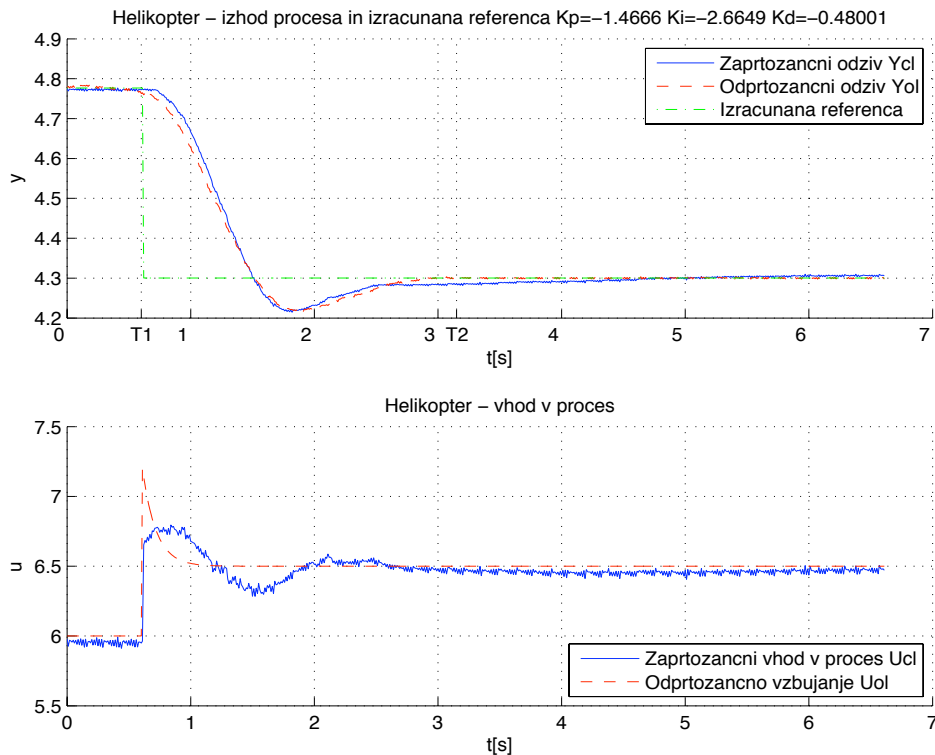 Helikopter – izhod procesa in izracunana referenca Kp=−1.4666 Ki=−2.6649 Kd=−0.48001
4.9
4.8
4.7
4.6
4.5
4.4
4.3
4.2
y
Zaprtozancni odziv Ycl
Odprtozancni odziv Yol
Izracunana referenca
0 T1 1 2 3 T2 4 5 6 7
t[s]
Helikopter – vhod v proces
7.5
7
6.5
6
5.5
u
Zaprtozancni vhod v proces Ucl
Odprtozancno vzbujanje Uol
0 1 2 3 4 5 6 7
t[s]